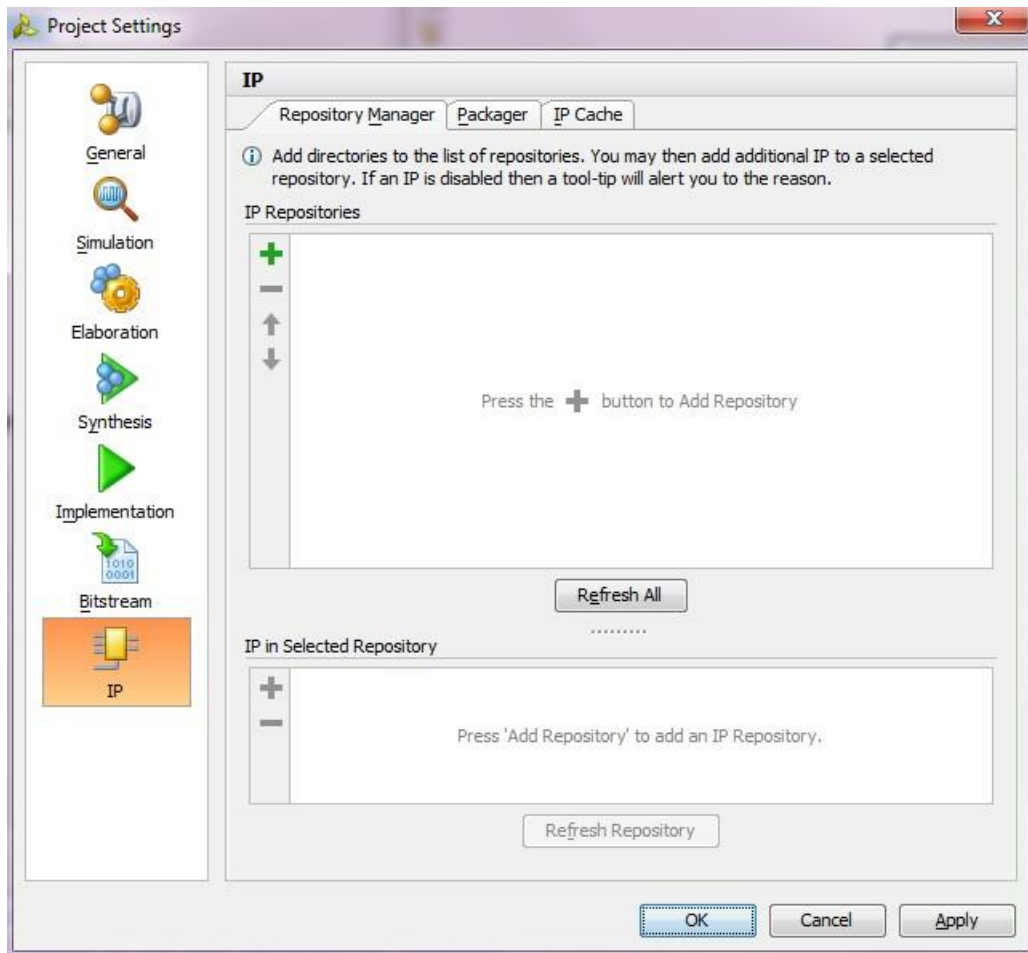 Project Settings
General
Simulation
Elaboration
Synthesis
Implementation
1010
0001
Bitstream
IP
IP
Repository Manager
Packager
IP Cache
Add directories to the list of repositories. You may then add additional IP to a selected
repository. If an IP is disabled then a tool-tip will alert you to the reason.
IP Repositories
Press the + button to Add Repository
Refresh All
IP in Selected Repository
Press 'Add Repository' to add an IP Repository.
Refresh Repository
OK
Cancel
Apply